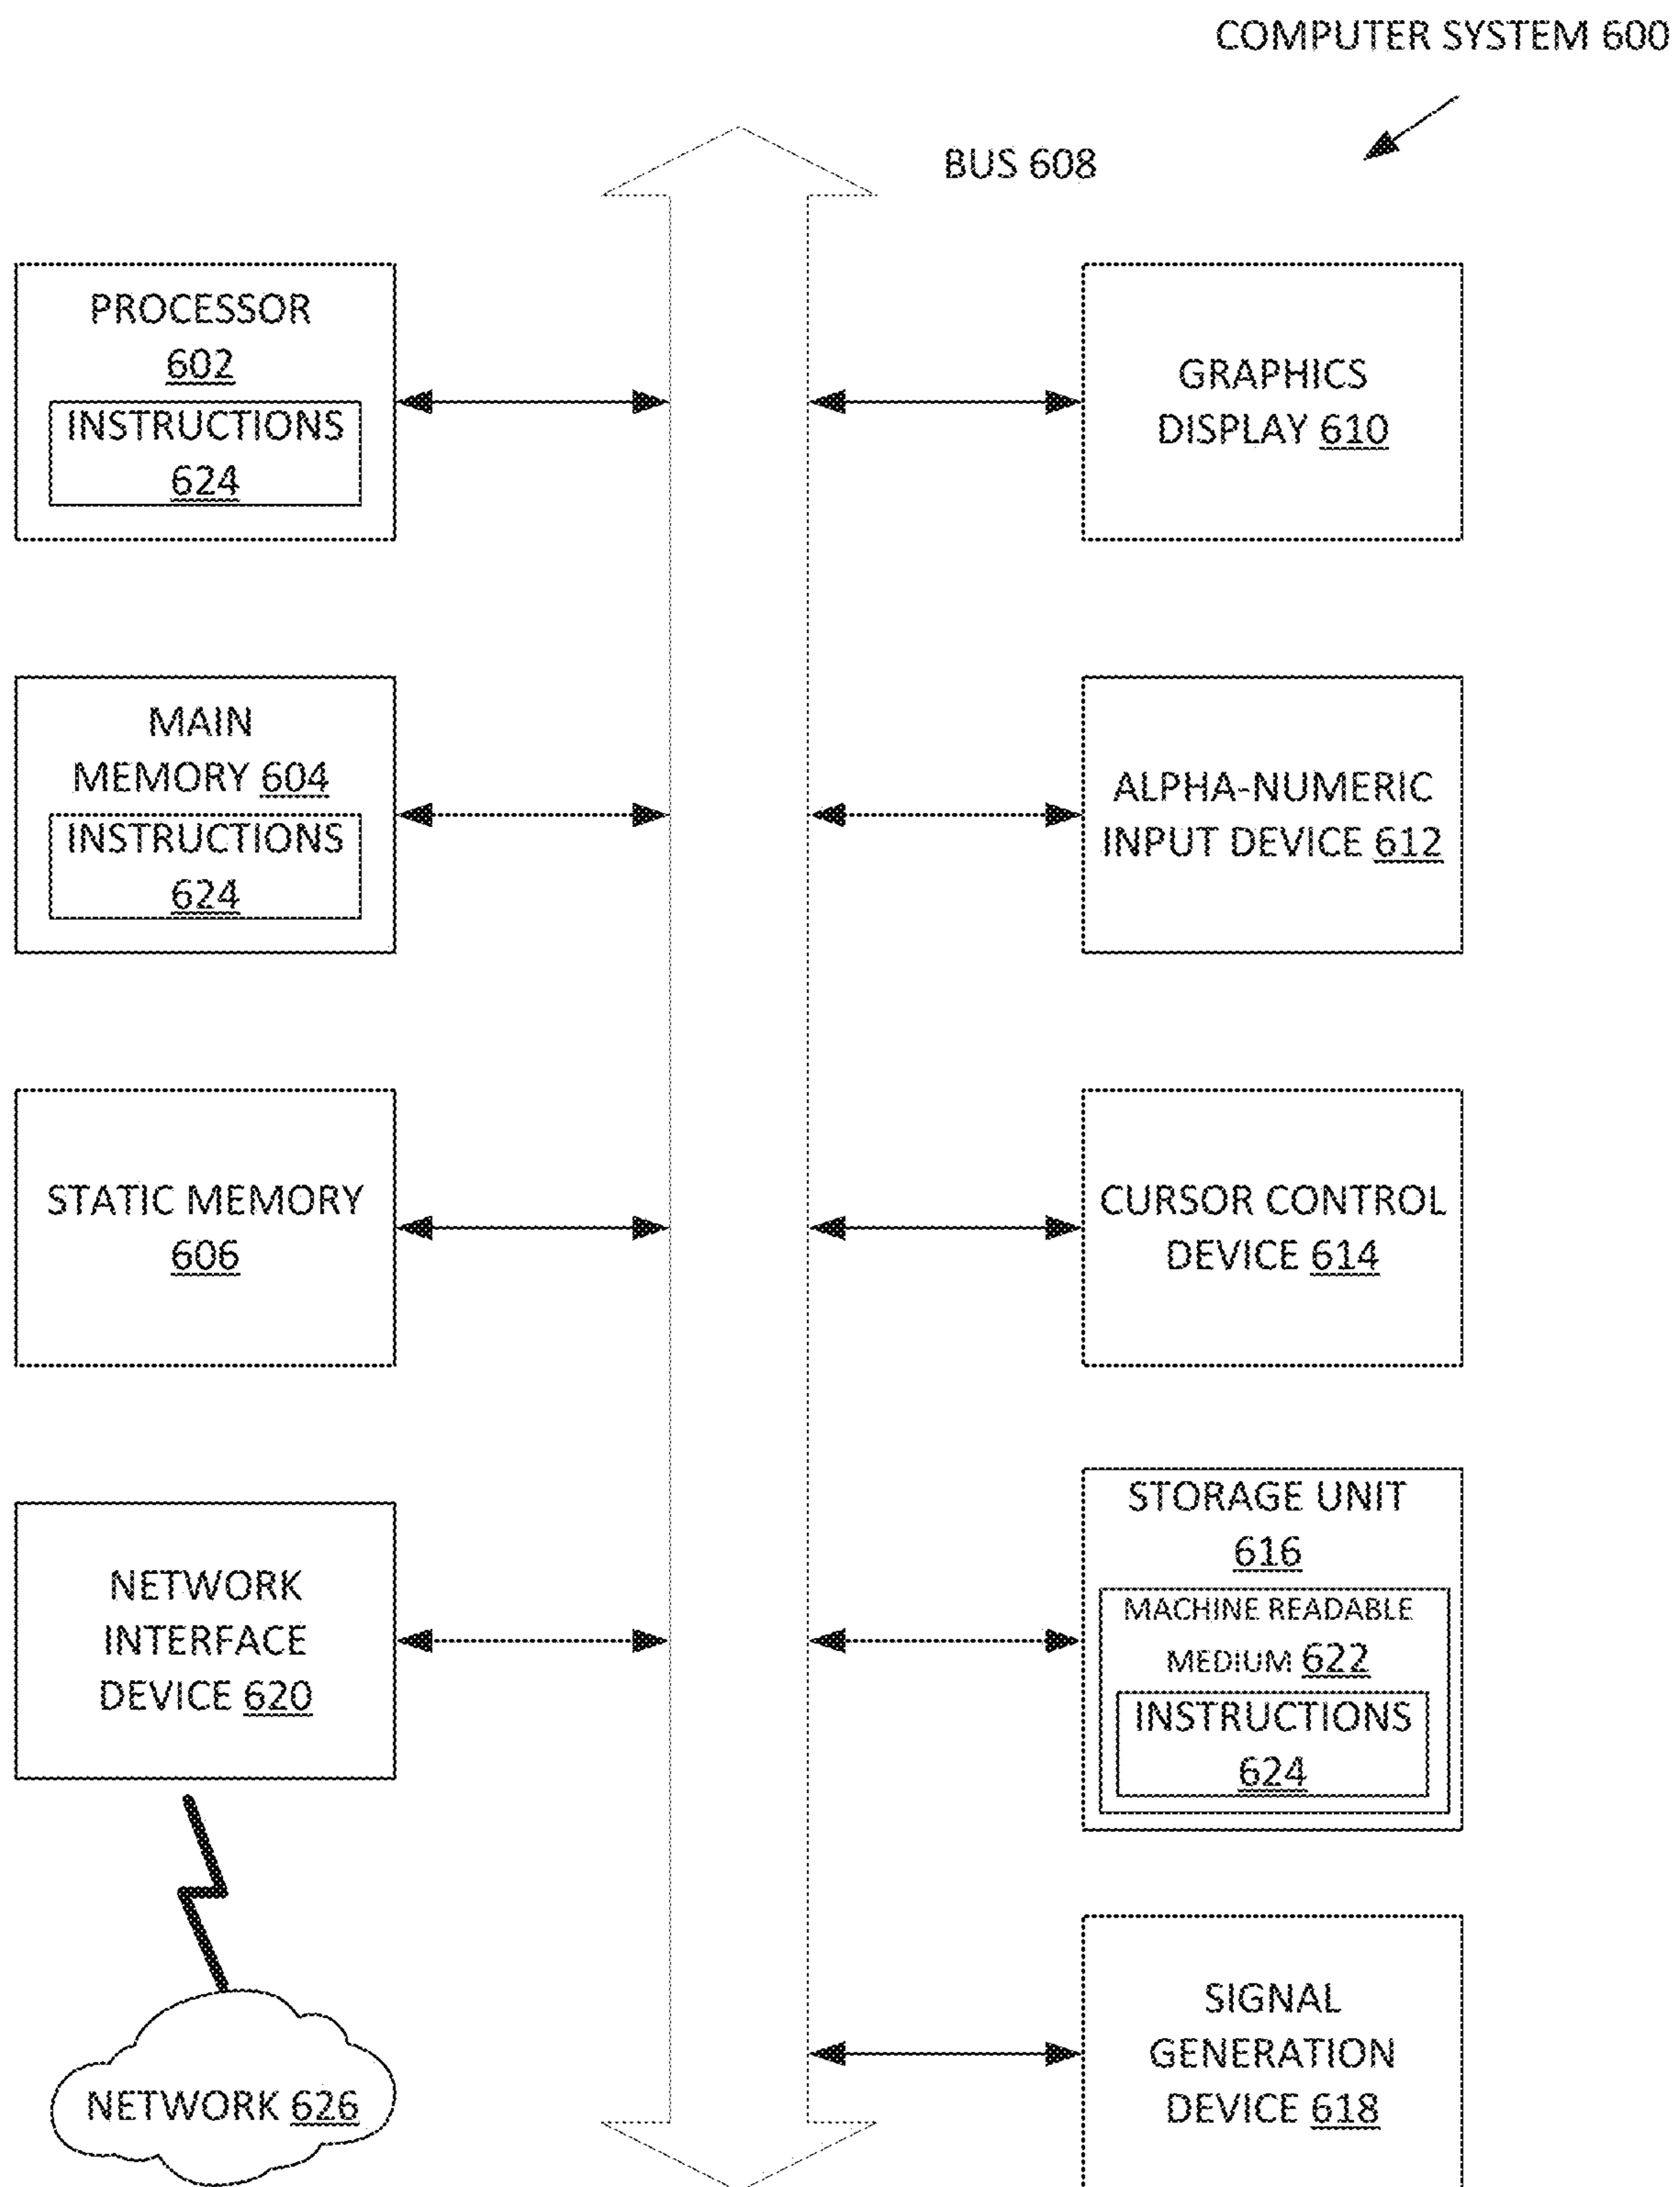 COMPUTER SYSTEM 600
BUS 608
PROCESSOR
602
INSTRUCTIONS
624
GRAPHICS
DISPLAY 610
MAIN
MEMORY 604
INSTRUCTIONS
624
ALPHA-NUMERIC
INPUT DEVICE 612
STATIC MEMORY
606
CURSOR CONTROL
DEVICE 614
NETWORK
INTERFACE
DEVICE 620
STORAGE UNIT
616
MACHINE READABLE
MEDIUM 622
INSTRUCTIONS
624
NETWORK 626
SIGNAL
GENERATION
DEVICE 618